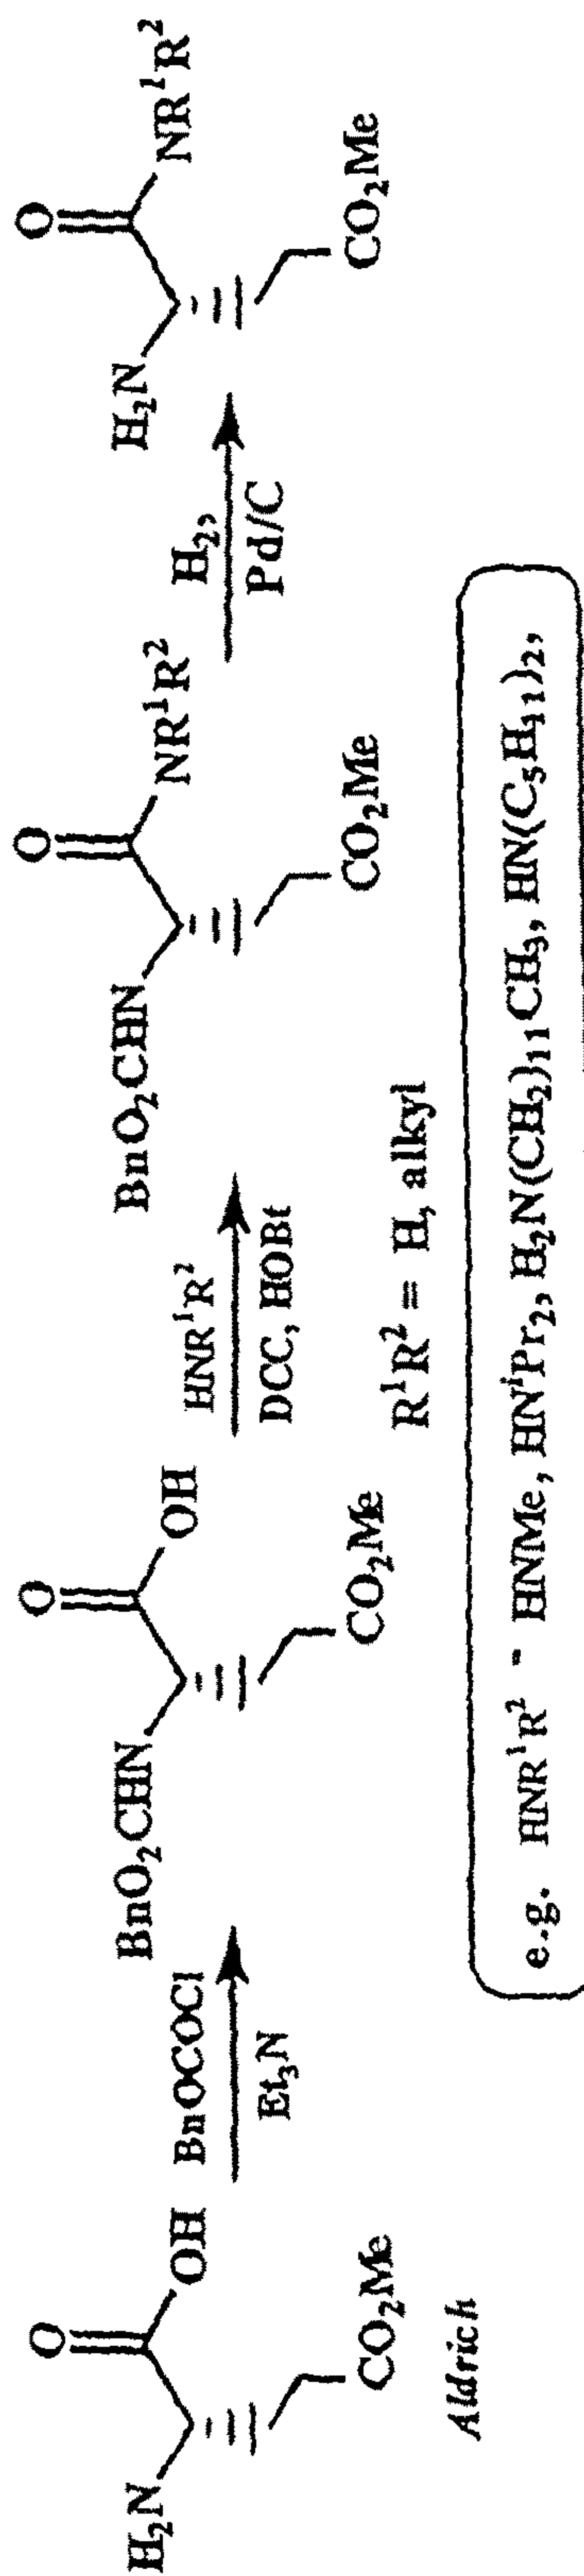 H₂N O OH CO₂Me
Aldrich
BnOCOCl
Et₃N
BnO₂CHN O OH CO₂Me
HNR¹R²
DCC, HOBt
R¹R² = H, alkyl
BnO₂CHN O NR¹R² CO₂Me
H₂,
Pd/C
H₂N O NR¹R² CO₂Me
e.g. HNR¹R² - HNMe, HNⁱPr₂, H₂N(CH₂)₁₁CH₃, HN(C₅H₁₁)₂,